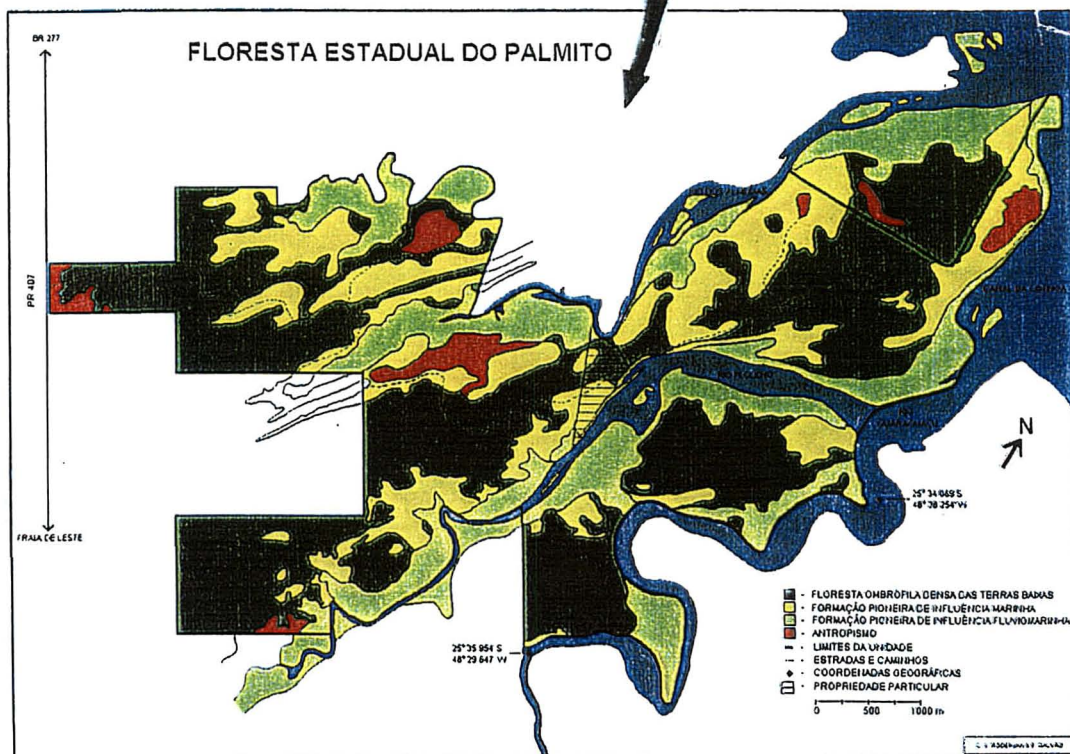 BR 277
FLORESTA ESTADUAL DO PALMITO
PR 407
N
25° 34'089 S
PRAIA DE LESTE
25° 35 954 S
48° 29 847 W
FLORESTA OMBRÓFILA DENSA DAS TERRAS BAIXAS
FORMAÇÃO PIONEIRA DE INFLUÊNCIA MARINHA
FORMAÇÃO PIONEIRA DE INFLUÊNCIA FLUVIOMARINHA
ANTROPISMO
LIMITES DA UNIDADE
ESTRADAS E CAMINHOS
COORDENADAS GEOGRÁFICAS
PROPRIEDADE PARTICULAR
0 500 1000 m